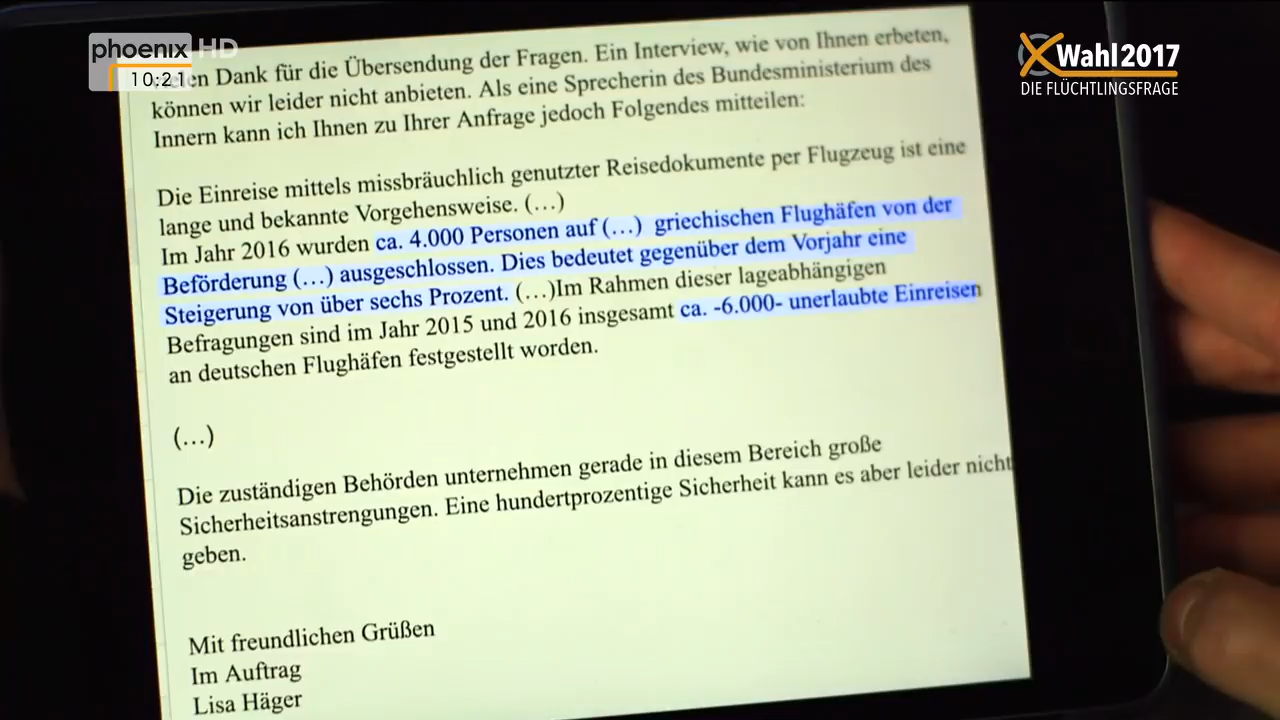 phoenix HD
10:21
Wahl2017
DIE FLÜCHTLINGSFRAGE
Dank für die Übersendung der Fragen. Ein Interview, wie von Ihnen erbeten,
können wir leider nicht anbieten. Als eine Sprecherin des Bundesministerium des
Innern kann ich Ihnen zu Ihrer Anfrage jedoch Folgendes mitteilen:
Die Einreise mittels missbräuchlich genutzter Reisedokumente per Flugzeug ist eine
lange und bekannte Vorgehensweise. (…)
Im Jahr 2016 wurden ca. 4.000 Personen auf (…) griechischen Flughäfen von der
Beförderung (…) ausgeschlossen. Dies bedeutet gegenüber dem Vorjahr eine
Steigerung von über sechs Prozent. (…)Im Rahmen dieser lageabhängigen
Befragungen sind im Jahr 2015 und 2016 insgesamt ca. -6.000- unerlaubte Einreisen
an deutschen Flughäfen festgestellt worden.
(…)
Die zuständigen Behörden unternehmen gerade in diesem Bereich große
Sicherheitsanstrengungen. Eine hundertprozentige Sicherheit kann es aber leider nicht
geben.
Mit freundlichen Grüßen
Im Auftrag
Lisa Häger